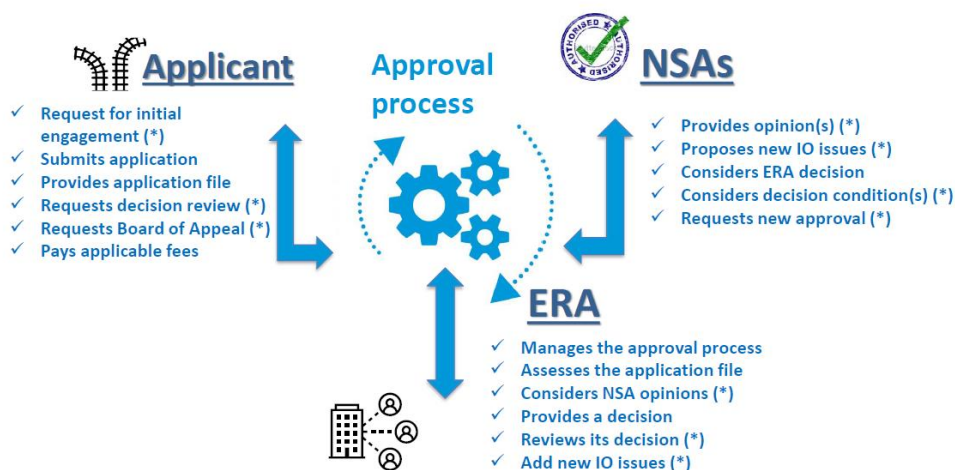 Applicant
✓ Request for initial
engagement (*)
✓ Submits application
✓ Provides application file
✓ Requests decision review (*)
✓ Requests Board of Appeal (*)
✓ Pays applicable fees
Approval
process
AUTHORISED AUTHORISED
NSAs
✓ Provides opinion(s) (*)
✓ Proposes new IO issues (*)
✓ Considers ERA decision
✓ Considers decision condition(s) (*)
✓ Requests new approval (*)
ERA
✓ Manages the approval process
✓ Assesses the application file
✓ Considers NSA opinions (*)
✓ Provides a decision
✓ Reviews its decision (*)
✓ Add new IO issues (*)